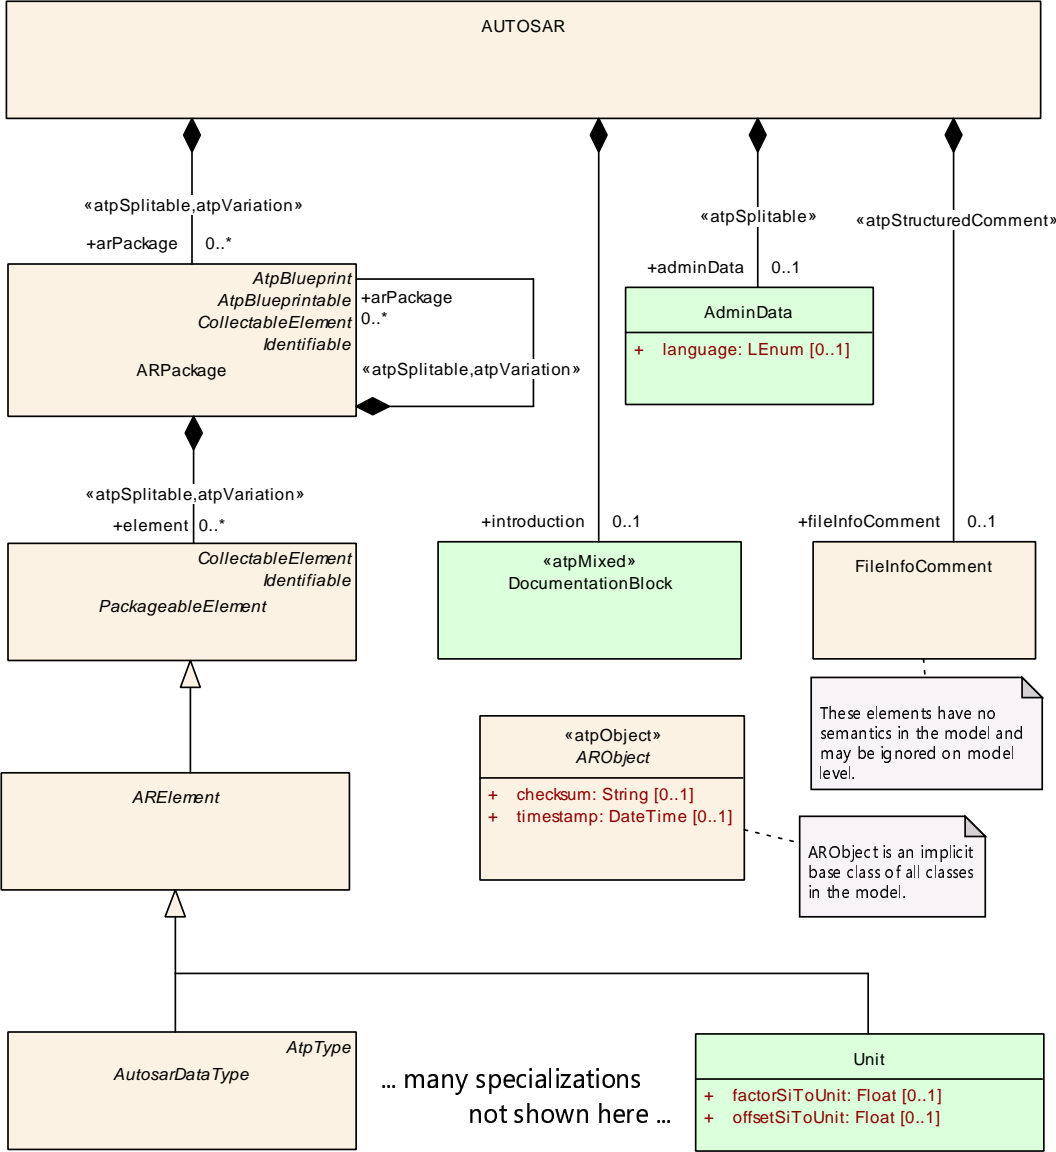 AUTOSAR
«atpSplitable,atpVariation»
+arPackage 0..*
«atpSplitable»
+adminData 0..1
«atpStructuredComment»
AtpBlueprint
AtpBlueprintable
CollectableElement
Identifiable
ARPackage
+arPackage
0..*
«atpSplitable,atpVariation»
AdminData
+ language: LEnum [0..1]
«atpSplitable,atpVariation»
+element 0..*
+introduction 0..1
+fileInfoComment 0..1
CollectableElement
Identifiable
PackageableElement
«atpMixed»
DocumentationBlock
FileInfoComment
These elements have no
semantics in the model and
may be ignored on model
level.
«atpObject»
ARObject
+ checksum: String [0..1]
+ timestamp: DateTime [0..1]
ARObject is an implicit
base class of all classes
in the model.
ARElement
AtpType
AutosarDataType
... many specializations
not shown here ...
Unit
+ factorSiToUnit: Float [0..1]
+ offsetSiToUnit: Float [0..1]